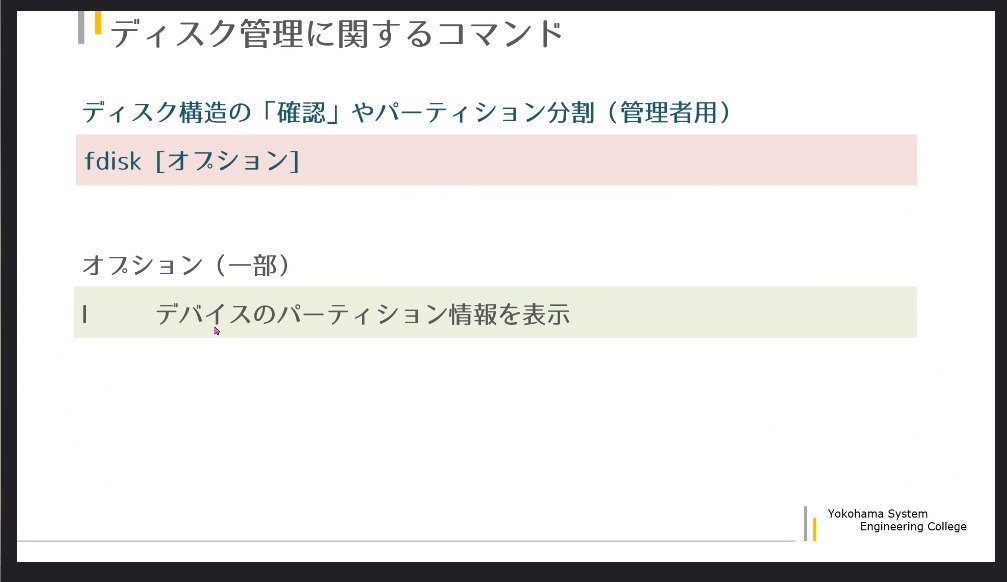 ディスク管理に関するコマンド
ディスク構造の「確認」やパーティション分割（管理者用）
fdisk [オプション]
オプション（一部）
l デバイスのパーティション情報を表示
Yokohama System
Engineering College